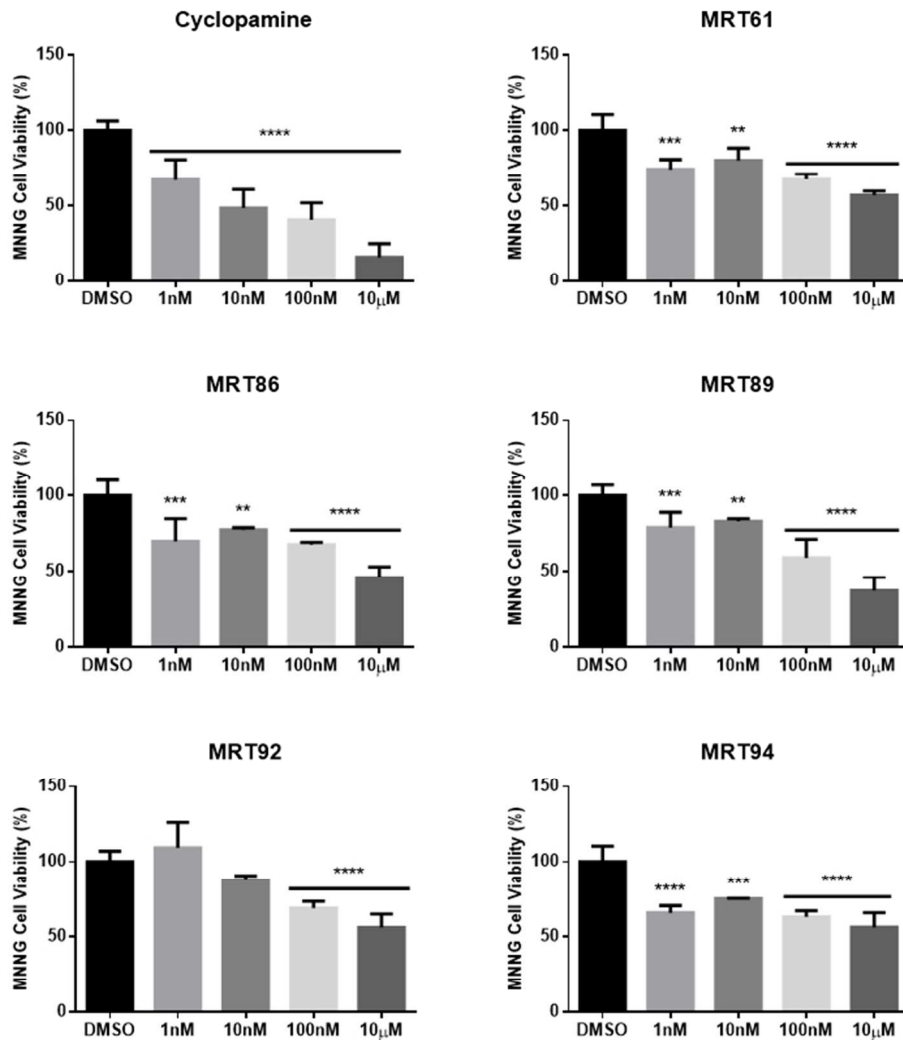 Cyclopamine
MNNG Cell Viability (%)
150
100
50
0
****
DMSO 1nM 10nM 100nM 10μM
MRT61
MNNG Cell Viability (%)
150
100
50
0
*** ** ****
DMSO 1nM 10nM 100nM 10μM
MRT86
MNNG Cell Viability (%)
150
100
50
0
*** ** ****
DMSO 1nM 10nM 100nM 10μM
MRT89
MNNG Cell Viability (%)
150
100
50
0
*** ** ****
DMSO 1nM 10nM 100nM 10μM
MRT92
MNNG Cell Viability (%)
150
100
50
0
****
DMSO 1nM 10nM 100nM 10μM
MRT94
MNNG Cell Viability (%)
150
100
50
0
**** *** ****
DMSO 1nM 10nM 100nM 10μM